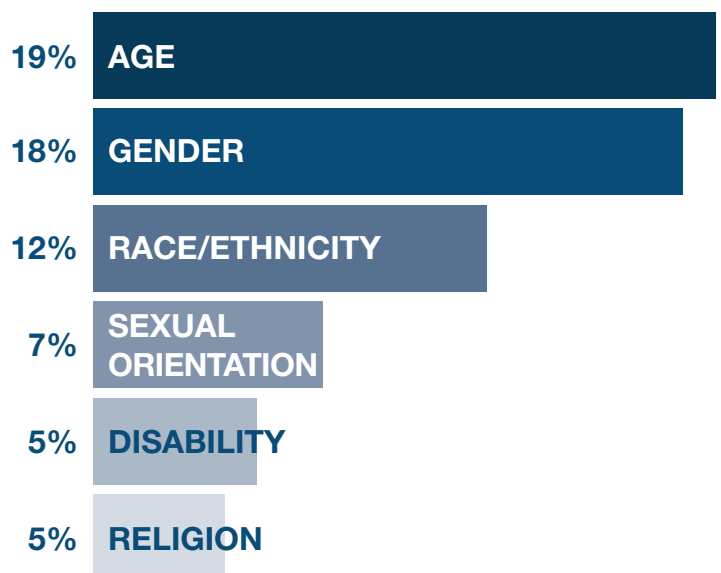 19% AGE
18% GENDER
12% RACE/ETHNICITY
7% SEXUAL
ORIENTATION
5% DISABILITY
5% RELIGION